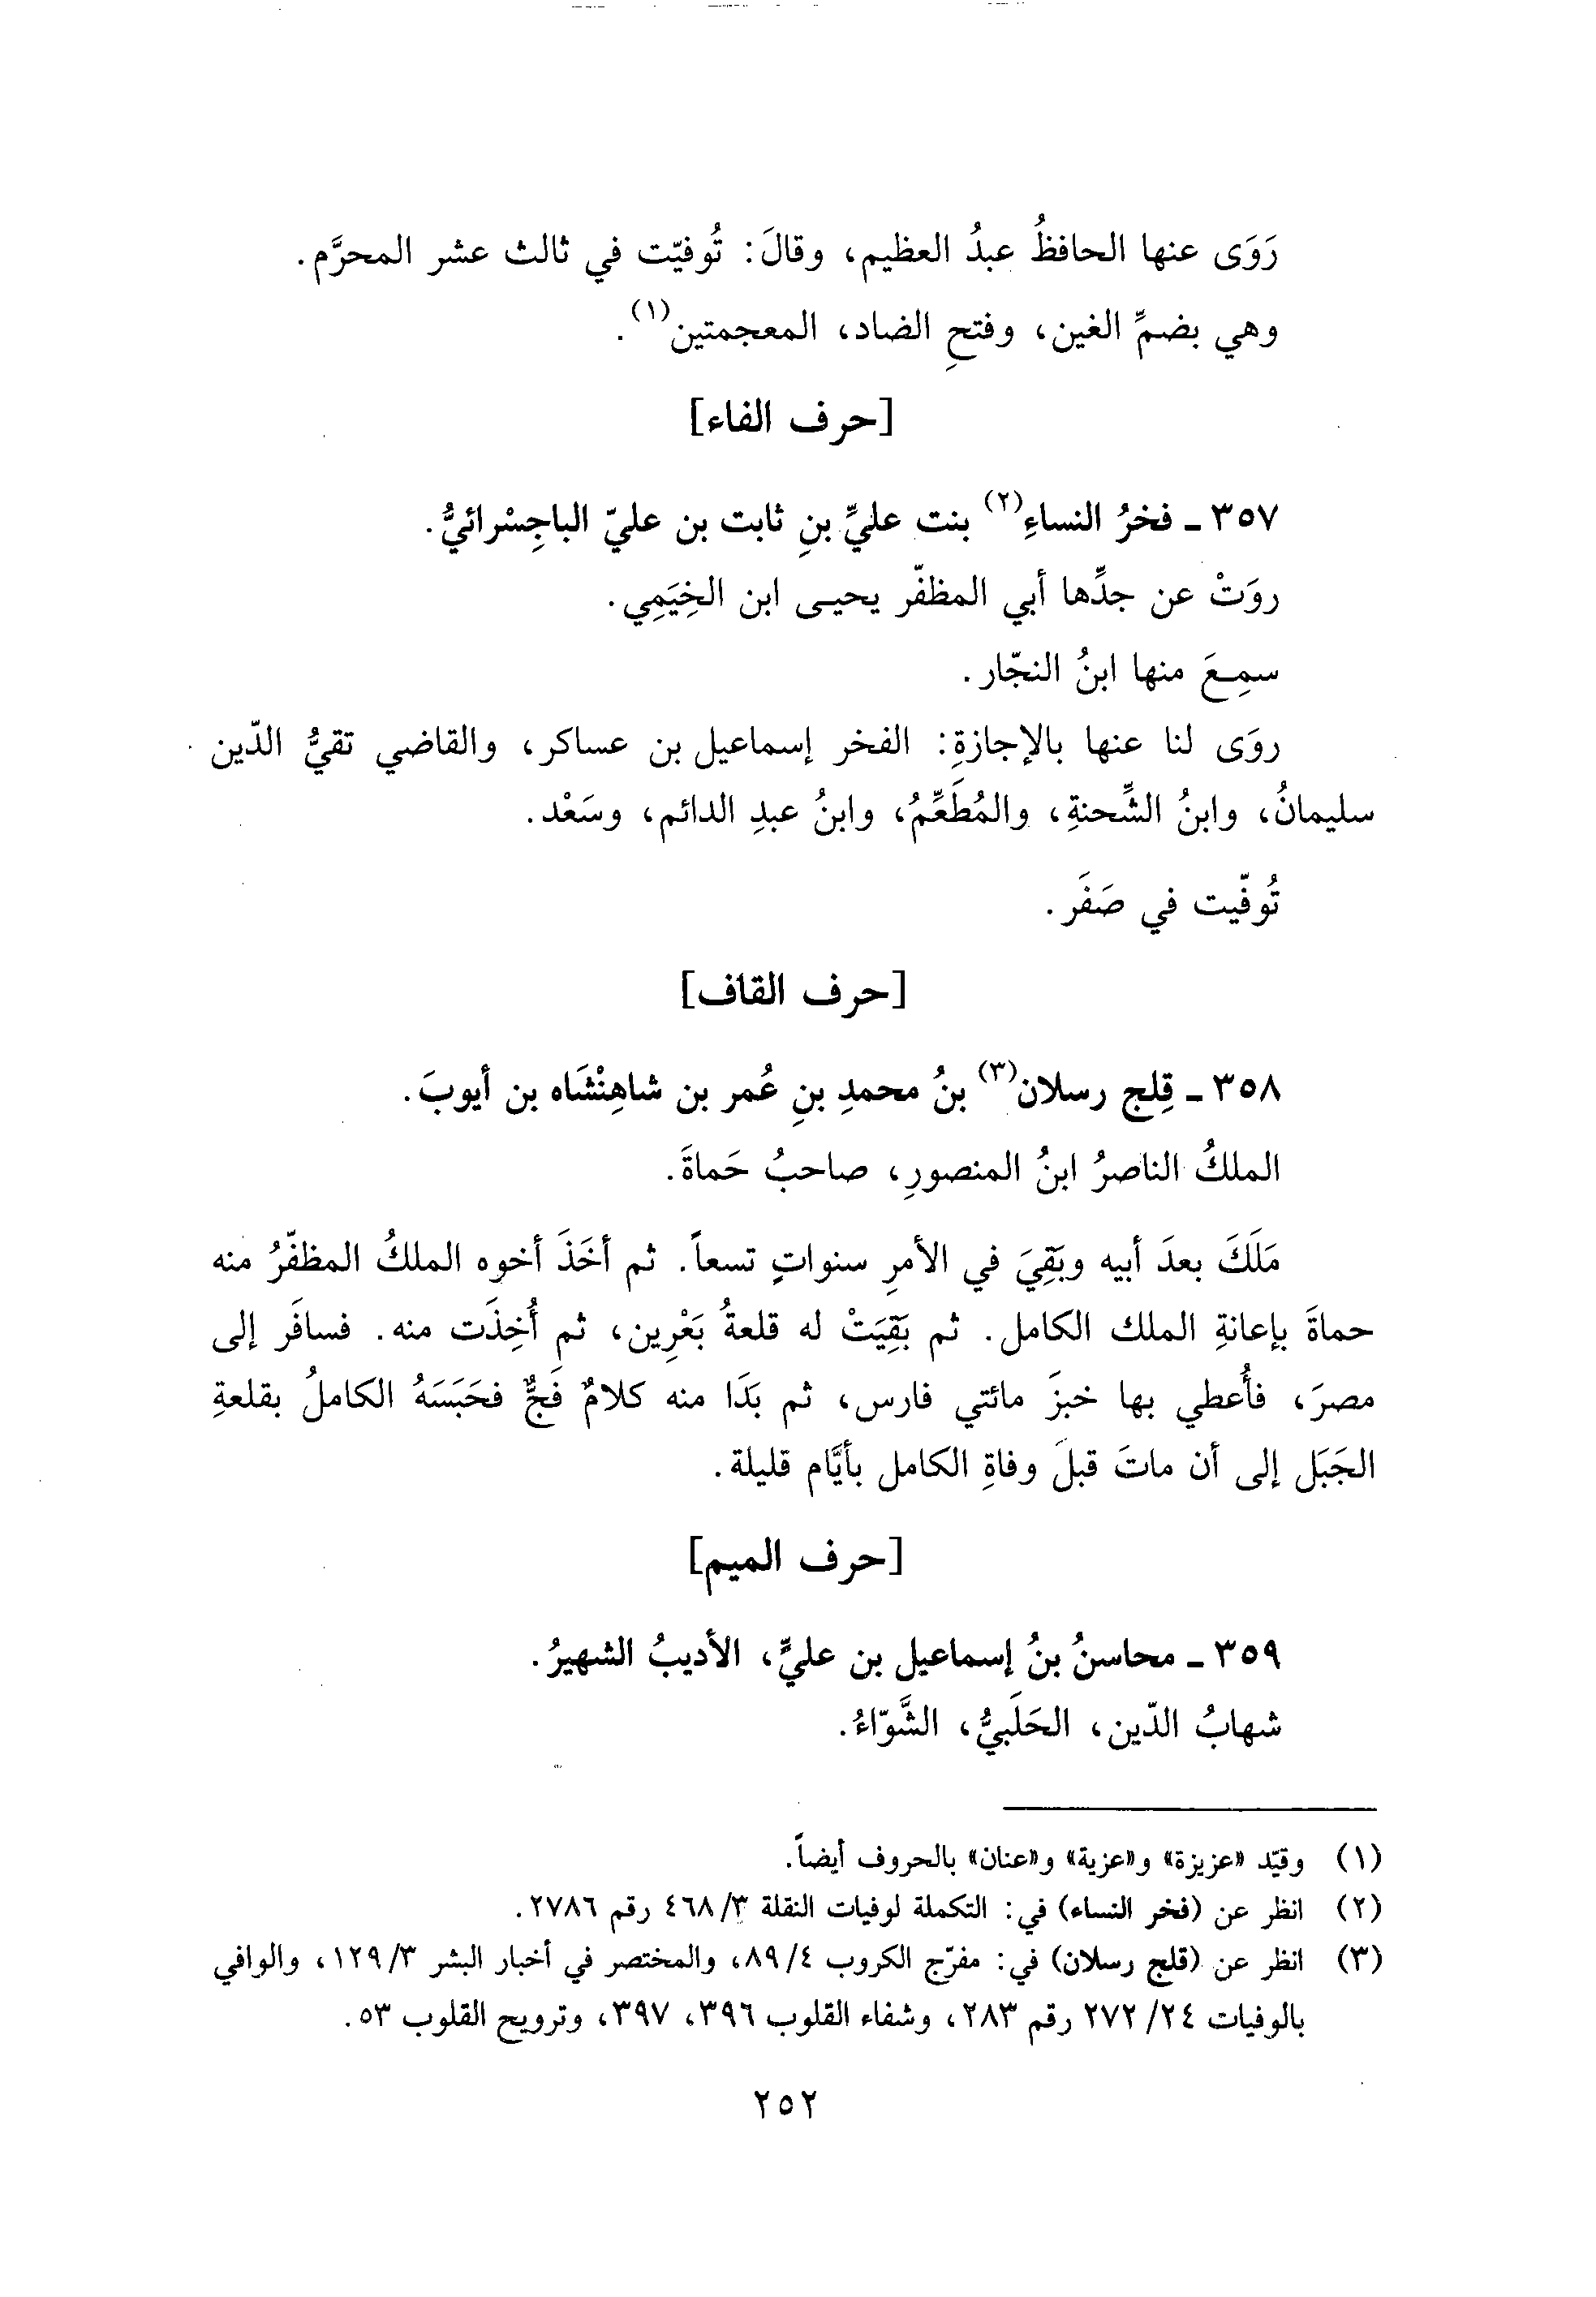 رَوَى عنها الحافظُ عبدُ العظيم، وقالَ: تُوفيّت في ثالث عشر المحرَّم.
وهي بضمِّ الغين، وفتحِ الضاد، المعجمتين(١).
[حرف الفاء]
٣٥٧ ـ فخرُ النساءِ(٢) بنت عليِّ بنِ ثابت بن عليّ الباجِسْرائيُّ.
روَتْ عن جدِّها أبي المظفّر يحيـى ابن الخِيَمِي.
سمِـعَ منها ابنُ النجّار.
روَى لنا عنها بالإجازةِ: الفخر إسماعيل بن عساكر، والقاضي تقيُّ الدّين
سليمانُ، وابنُ الشِّحنةِ، والمُطَعِّمُ، وابنُ عبدِ الدائم، وسَعْد.
تُوفّيت في صَفَر.
[حرف القاف]
٣٥٨ ـ قِلج رسلان(٣) بنُ محمدِ بنِ عُمر بن شاهِنْشَاه بن أيوبَ.
الملكُ الناصرُ ابنُ المنصورِ، صاحبُ حَماةَ.
مَلَكَ بعدَ أبيه وبَقِيَ في الأمرِ سنواتٍ تسعاً. ثم أخَذَ أخوه الملكُ المظفّرُ منه
حماةَ بإعانةِ الملك الكامل. ثم بَقِيَتْ له قلعةُ بَعْرِين، ثم أُخِذَت منه. فسافَر إلى
مصرَ، فأُعطي بها خبزَ مائتي فارس، ثم بَدَا منه كلامٌ فَجٌّ فحَبَسَهُ الكاملُ بقلعةِ
الجَبَل إلى أن ماتَ قبلَ وفاةِ الكامل بأيَّام قليلة.
[حرف الميم]
٣٥٩ ـ محاسنُ بنُ إسماعيل بن عليٍّ، الأديبُ الشهيرُ.
شهابُ الدّين، الحَلَبيُّ، الشَّوّاءُ.
(١) وقيّد «عزيزة» و«عزية» و«عنان» بالحروف أيضاً.
(٢) انظر عن (فخر النساء) في: التكملة لوفيات النقلة ٣/‏٤٦٨ رقم ٢٧٨٦.
(٣) انظر عن (قلج رسلان) في: مفرّج الكروب ٤/‏٨٩، والمختصر في أخبار البشر ٣/‏١٢٩، والوافي
بالوفيات ٢٤/‏٢٧٢ رقم ٢٨٣، وشفاء القلوب ٣٩٦، ٣٩٧، وترويح القلوب ٥٣.
٢٥٢